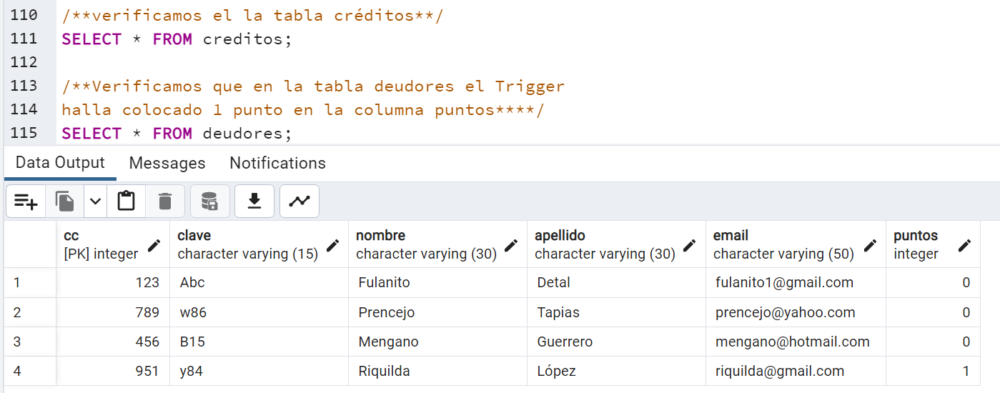 110 /**verificamos el la tabla créditos**/
111 SELECT * FROM creditos;
112
113 /**Verificamos que en la tabla deudores el Trigger
114 halla colocado 1 punto en la columna puntos****/
115 SELECT * FROM deudores;
Data Output Messages Notifications
cc clave nombre apellido email puntos
[PK] integer character varying (15) character varying (30) character varying (30) character varying (50) integer
1 123 Abc Fulanito Detal fulanito1@gmail.com 0
2 789 w86 Prencejo Tapias prencejo@yahoo.com 0
3 456 B15 Mengano Guerrero mengano@hotmail.com 0
4 951 y84 Riquilda López riquilda@gmail.com 1